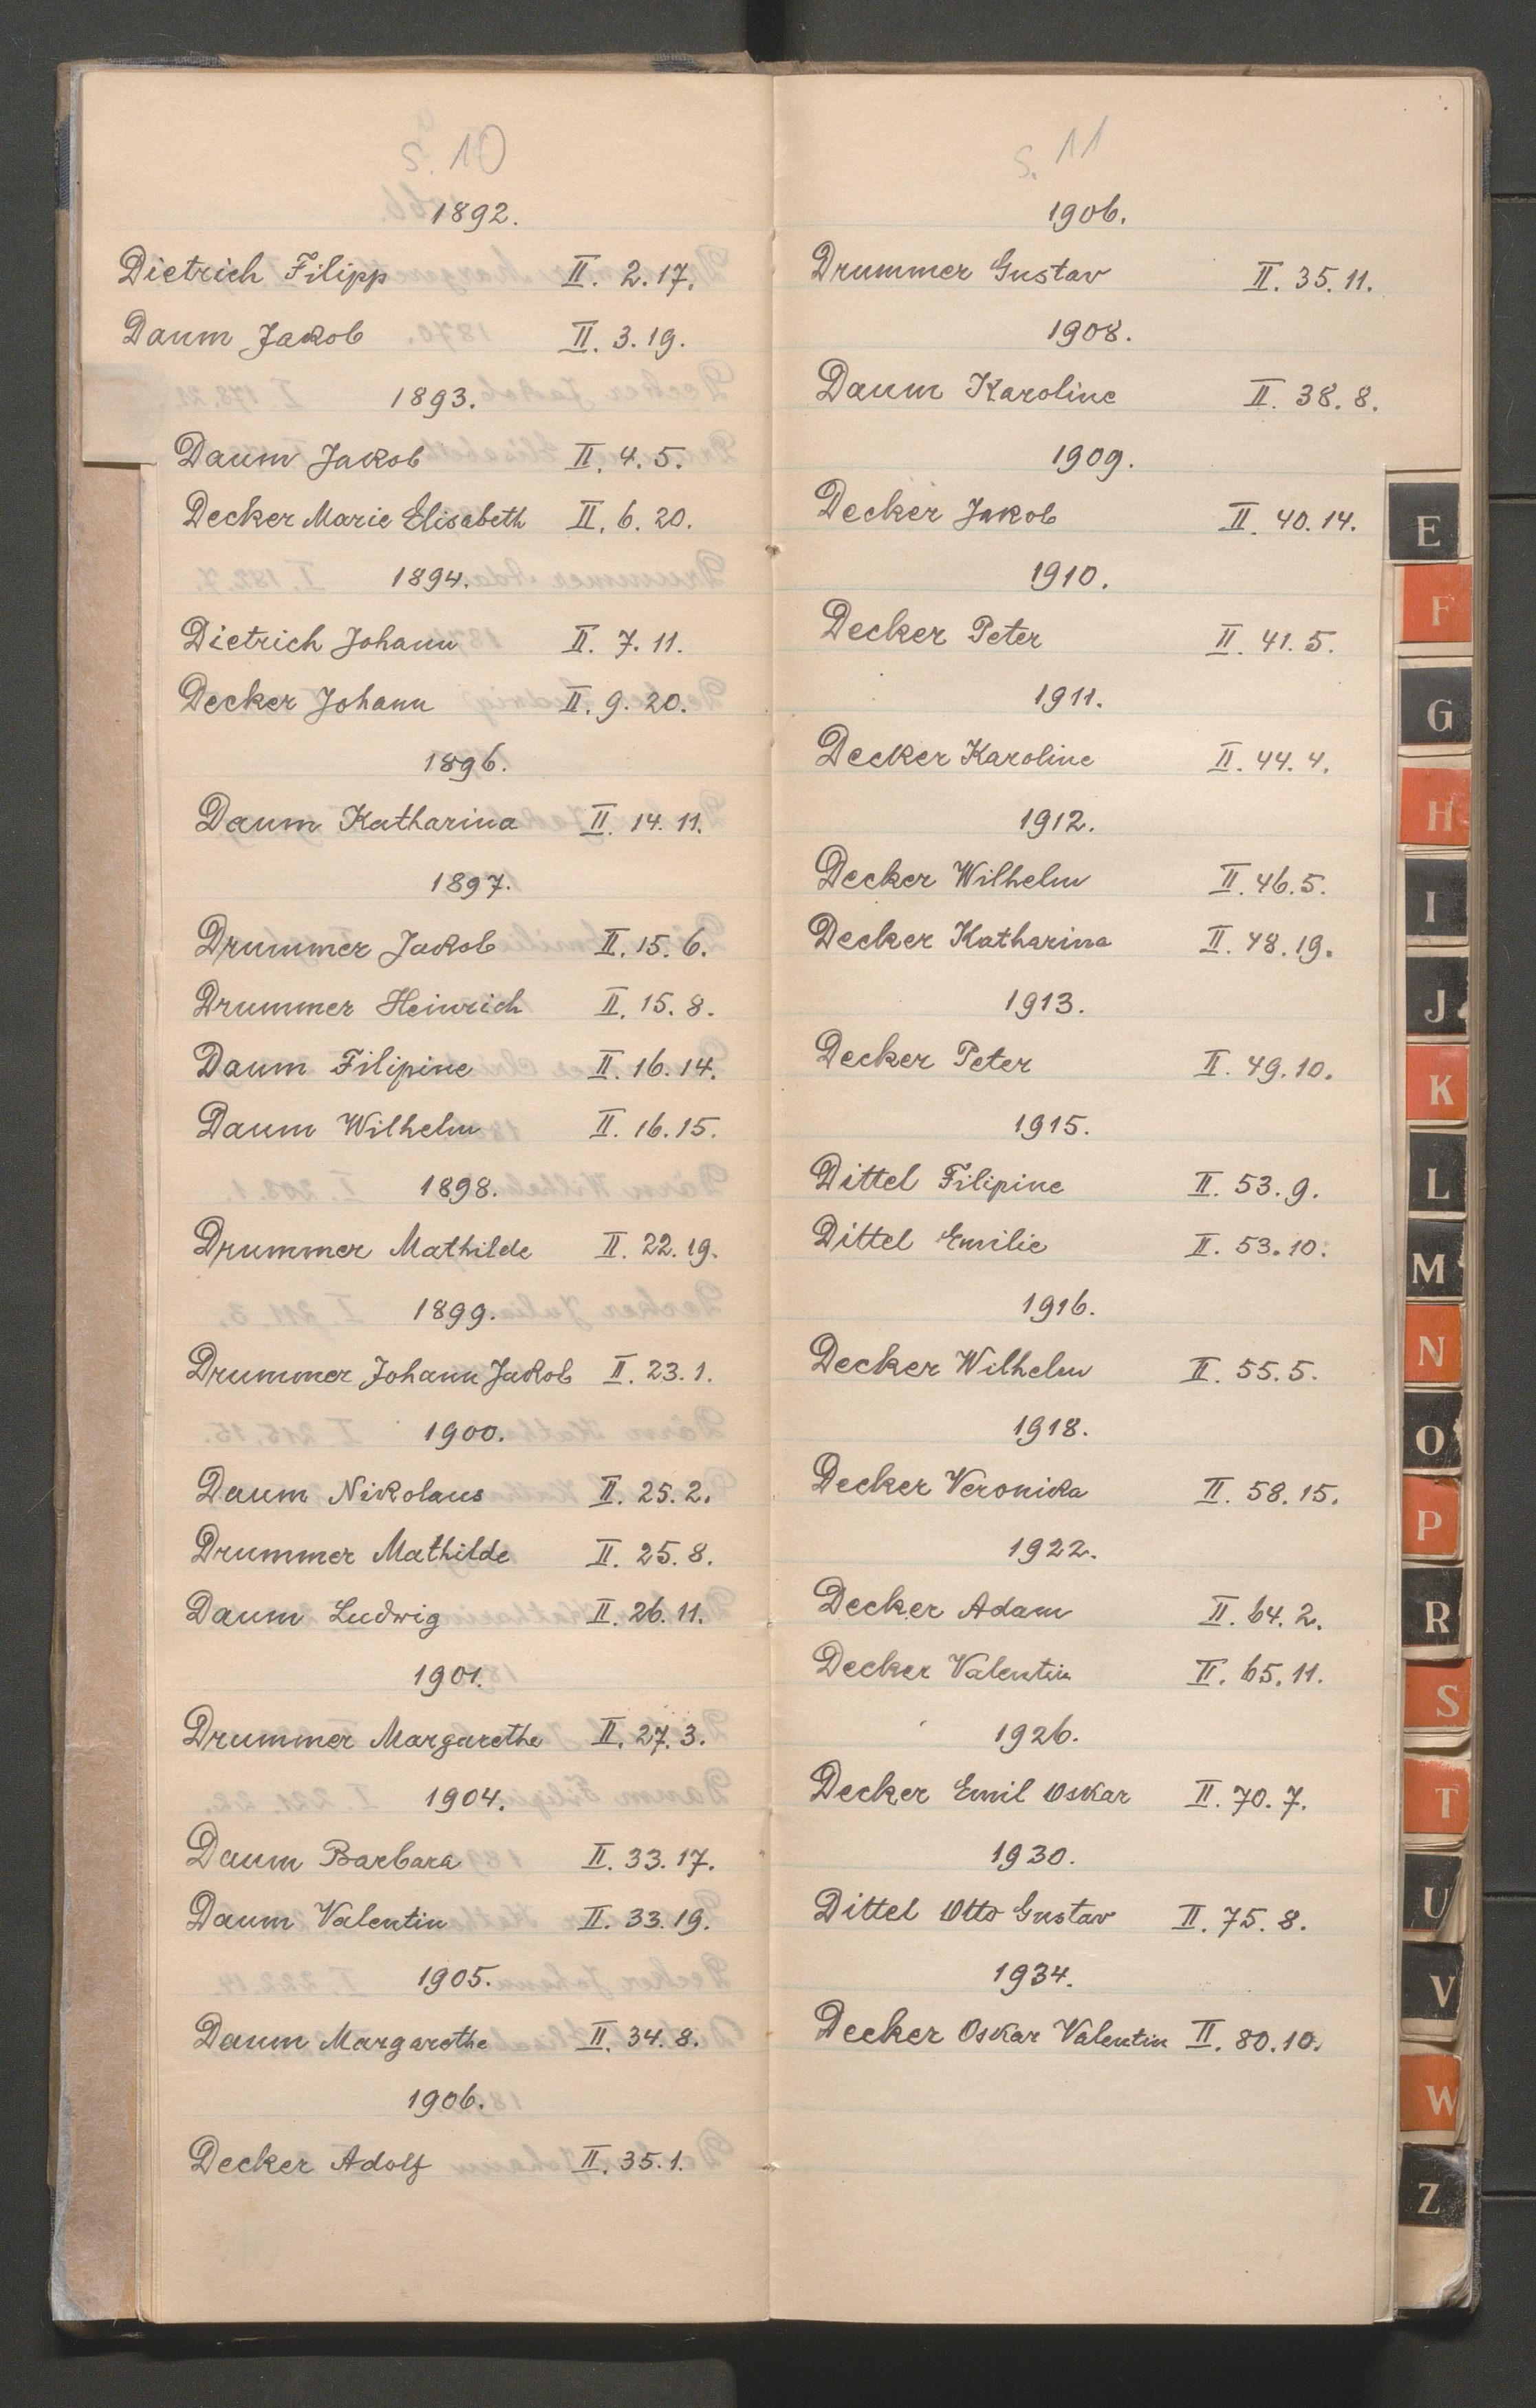 S. 10
1892.
Dietrich Filipp II. 2. 17.
Daum Jakob II. 3. 19.
1893.
Daum Jakob II. 4. 5.
Decker Marie Elisabeth II. 6. 20.
1894.
Dietrich Johann II. 7. 11.
Decker Johann II. 9. 20.
1896.
Daum Katharina II. 14. 11.
1897.
Drummer Jakob II. 15. 6.
Drummer Heinrich II. 15. 8.
Daum Filipine II. 16. 14.
Daum Wilhelm II. 16. 15.
1898.
Drummer Mathilde II. 22. 19.
1899.
Drummer Johann Jakob II. 23. 1.
1900.
Daum Nikolaus II. 25. 2.
Drummer Mathilde II. 25. 8.
Daum Ludwig II. 26. 11.
1901.
Drummer Margarethe II. 27. 3.
1904.
Daum Barbara II. 33. 17.
Daum Valentin II. 33. 19.
1905.
Daum Margarethe II. 34. 8.
1906.
Decker Adolf II. 35. 1.
S. 11
1906.
Drummer Gustav II. 35. 11.
1908.
Daum Karoline II. 38. 8.
1909.
Decker Jakob II. 40. 14.
1910.
Decker Peter II. 41. 5.
1911.
Decker Karoline II. 44. 4.
1912.
Decker Wilhelm II. 46. 5.
Decker Katharina II. 48. 19.
1913.
Decker Peter II. 49. 10.
1915.
Dittel Filipine II. 53. 9.
Dittel Emilie II. 53. 10.
1916.
Decker Wilhelm II. 55. 5.
1918.
Decker Veronika II. 58. 15.
1922.
Decker Adam II. 64. 2.
Decker Valentin II. 65. 11.
1926.
Decker Emil Oskar II. 70. 7.
1930.
Dittel Otto Gustav II. 75. 8.
1934.
Decker Oskar Valentin II. 80. 10.
E
F
G
H
I
J
K
L
M
N
O
P
R
S
T
U
V
W
Z